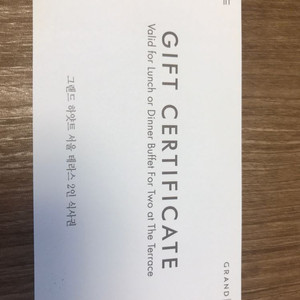 GRAND
GIFT CERTIFICATE
Valid for Lunch or Dinner Buffet For Two at The Terrace
그랜드 하얏트 서울 테라스 2인 식사권